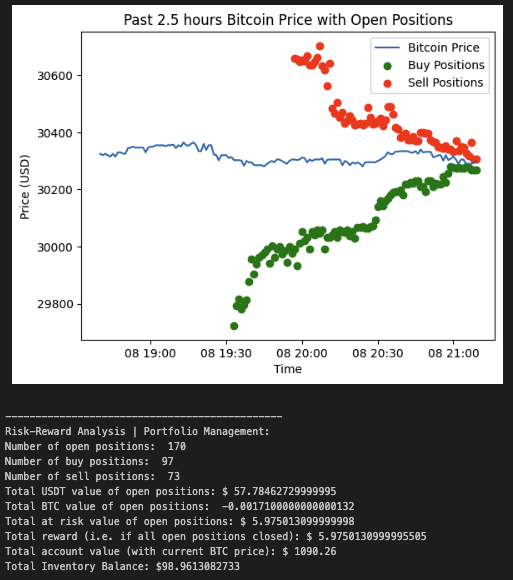 Past 2.5 hours Bitcoin Price with Open Positions
Bitcoin Price
Buy Positions
Sell Positions
Price (USD)
30600
30400
30200
30000
29800
08 19:00 08 19:30 08 20:00 08 20:30 08 21:00
Time
----------------------------------------------
Risk-Reward Analysis | Portfolio Management:
Number of open positions:  170
Number of buy positions:  97
Number of sell positions:  73
Total USDT value of open positions: $ 57.78462729999995
Total BTC value of open positions:  -0.0017100000000000132
Total at risk value of open positions: $ 5.975013099999998
Total reward (i.e. if all open positions closed): $ 5.9750130999995505
Total account value (with current BTC price): $ 1090.26
Total Inventory Balance: $98.9613082733